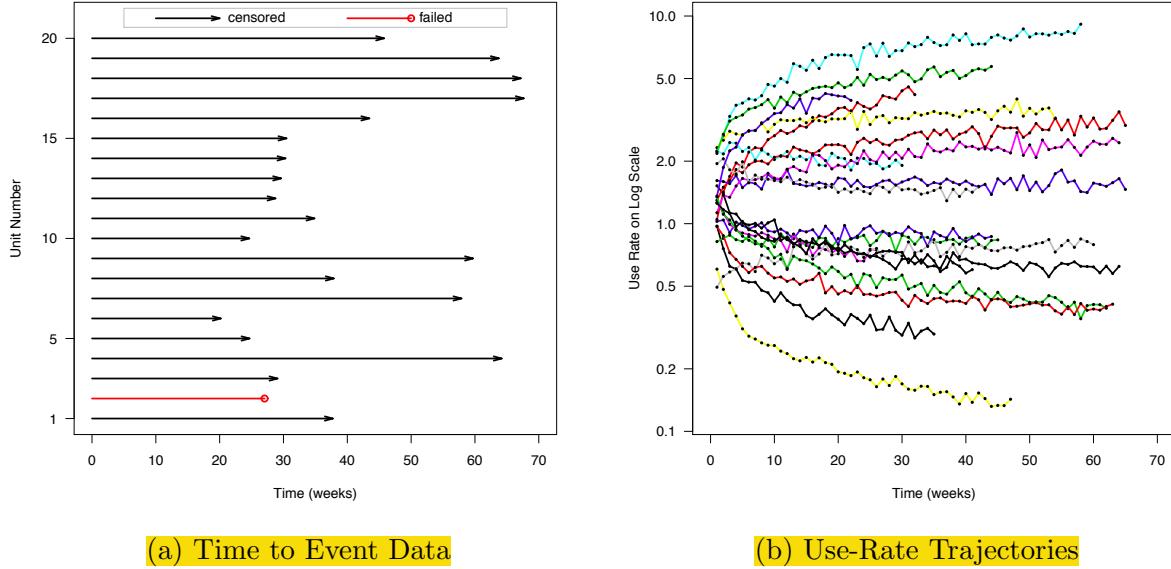 censored
failed
20
15
10
5
1
Unit Number
0 10 20 30 40 50 60 70
Time (weeks)
(a) Time to Event Data
10.0
5.0
2.0
1.0
0.5
0.2
0.1
Use Rate on Log Scale
0 10 20 30 40 50 60 70
Time (weeks)
(b) Use-Rate Trajectories